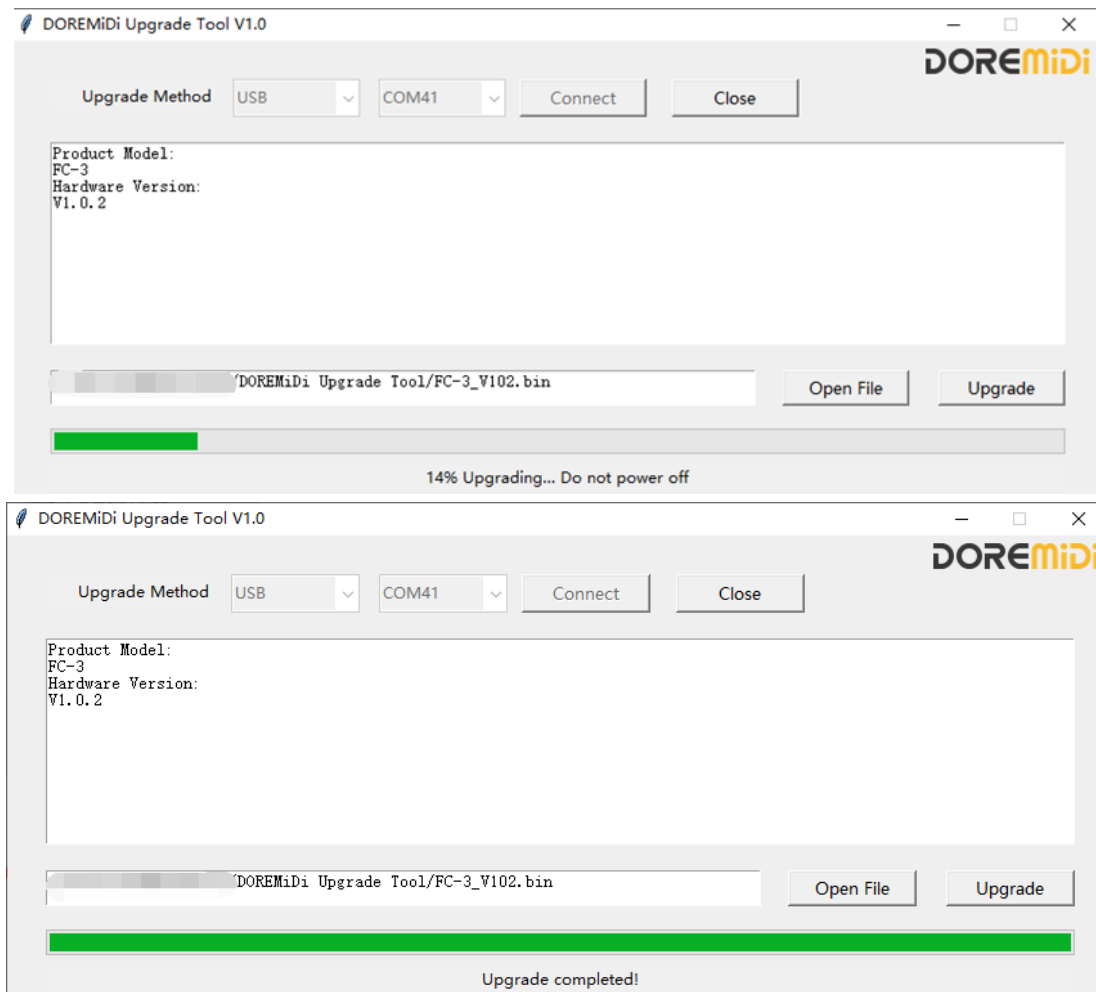 DOREMiDi Upgrade Tool V1.0
DOREMiDi
Upgrade Method USB COM41 Connect Close
Product Model:
FC-3
Hardware Version:
V1.0.2
/DOREMiDi Upgrade Tool/FC-3_V102.bin Open File Upgrade
14% Upgrading... Do not power off
DOREMiDi Upgrade Tool V1.0
DOREMiDi
Upgrade Method USB COM41 Connect Close
Product Model:
FC-3
Hardware Version:
V1.0.2
/DOREMiDi Upgrade Tool/FC-3_V102.bin Open File Upgrade
Upgrade completed!